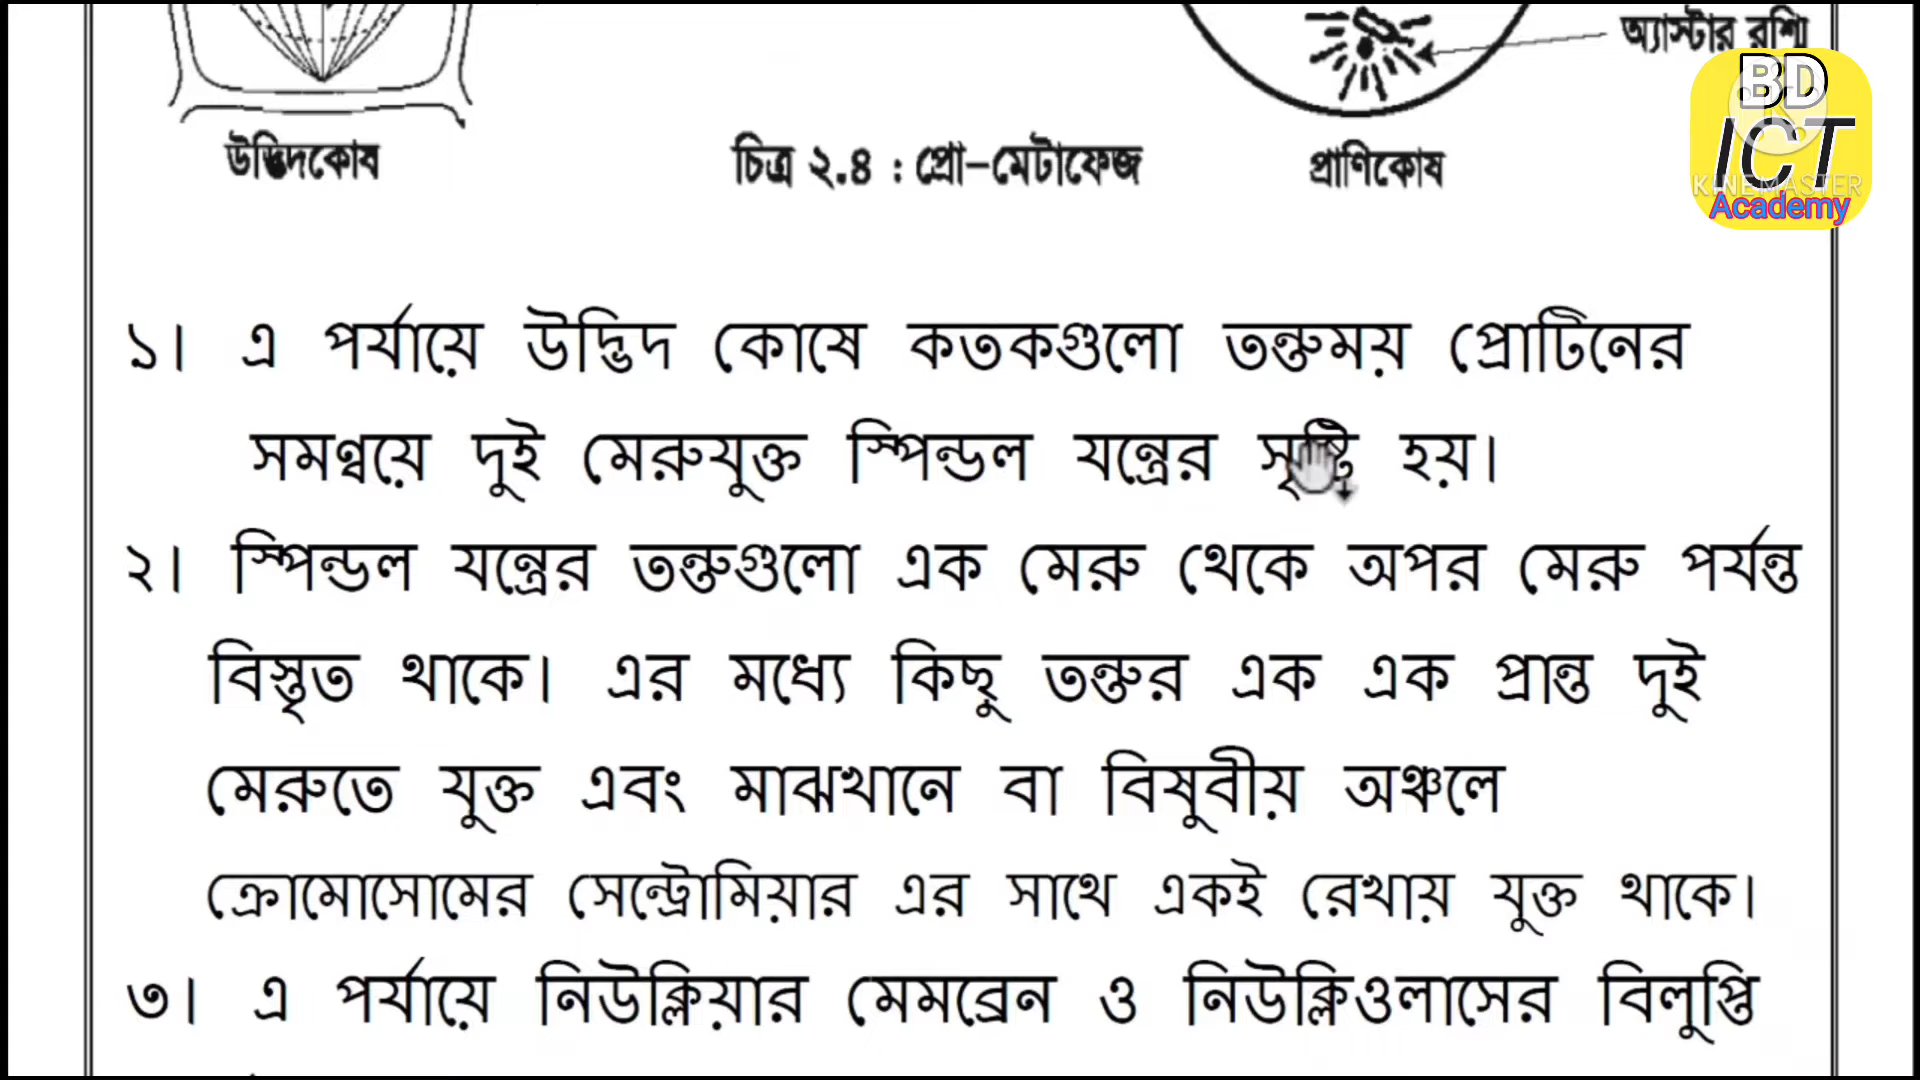 অ্যাস্টার রশ্মি
BD
ICT
KINEMASTER
Academy
উদ্ভিদকোষ
চিত্র ২.৪ : প্রো-মেটাফেজ
প্রাণিকোষ
১। এ পর্যায়ে উদ্ভিদ কোষে কতকগুলো তন্তুময় প্রোটিনের
সমন্বয়ে দুই মেরুযুক্ত স্পিন্ডল যন্ত্রের সৃষ্টি হয়।
২। স্পিন্ডল যন্ত্রের তন্তুগুলো এক মেরু থেকে অপর মেরু পর্যন্ত
বিস্তৃত থাকে। এর মধ্যে কিছু তন্তুর এক এক প্রান্ত দুই
মেরুতে যুক্ত এবং মাঝখানে বা বিষুবীয় অঞ্চলে
ক্রোমোসোমের সেন্ট্রোমিয়ার এর সাথে একই রেখায় যুক্ত থাকে।
৩। এ পর্যায়ে নিউক্লিয়ার মেমব্রেন ও নিউক্লিওলাসের বিলুপ্তি